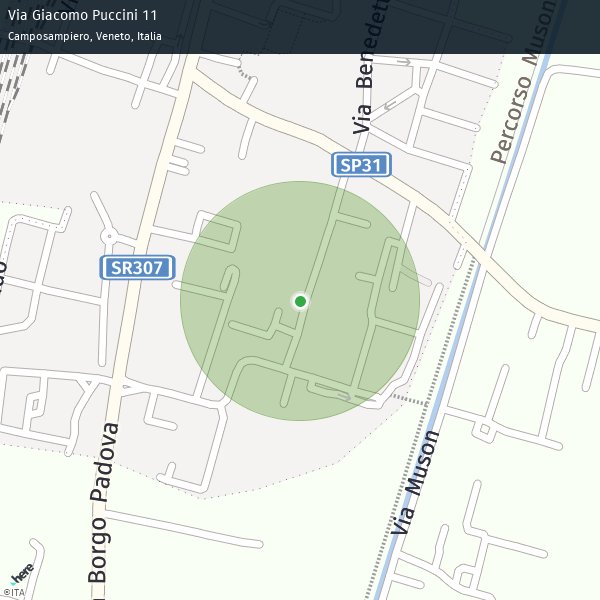 Via Giacomo Puccini 11
Camposampiero, Veneto, Italia
Via Benedett
Percorso Muson
SP31
SR307
Borgo Padova
Via Muson
here
©ITA